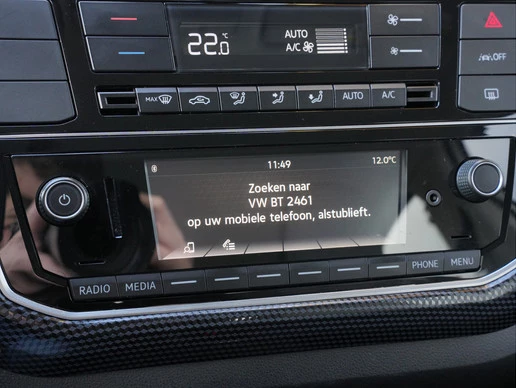 22.0 °C
AUTO
A/C
OFF
MAX
AUTO
A/C
11:49
12.0°C
Zoeken naar
VW BT 2461
op uw mobiele telefoon, alstublieft.
RADIO
MEDIA
PHONE
MENU